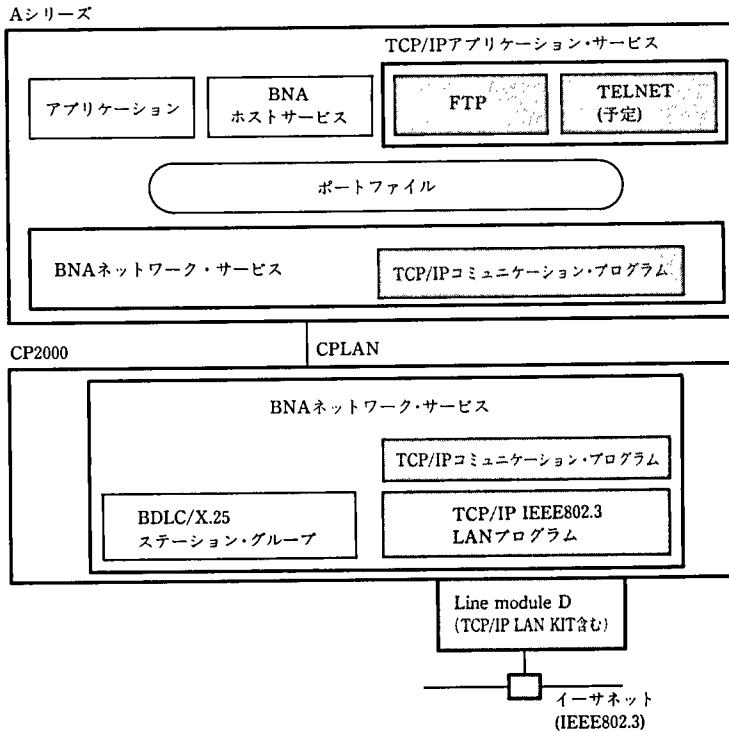 Aシリーズ
TCP/IPアプリケーション・サービス
アプリケーション
BNA
ホストサービス
FTP
TELNET
(予定)
ポートファイル
BNAネットワーク・サービス
TCP/IPコミュニケーション・プログラム
CP2000
CPLAN
BNAネットワーク・サービス
TCP/IPコミュニケーション・プログラム
BDLC/X.25
ステーション・グループ
TCP/IP IEEE802.3
LANプログラム
Line module D
(TCP/IP LAN KIT含む)
イーサネット
(IEEE802.3)